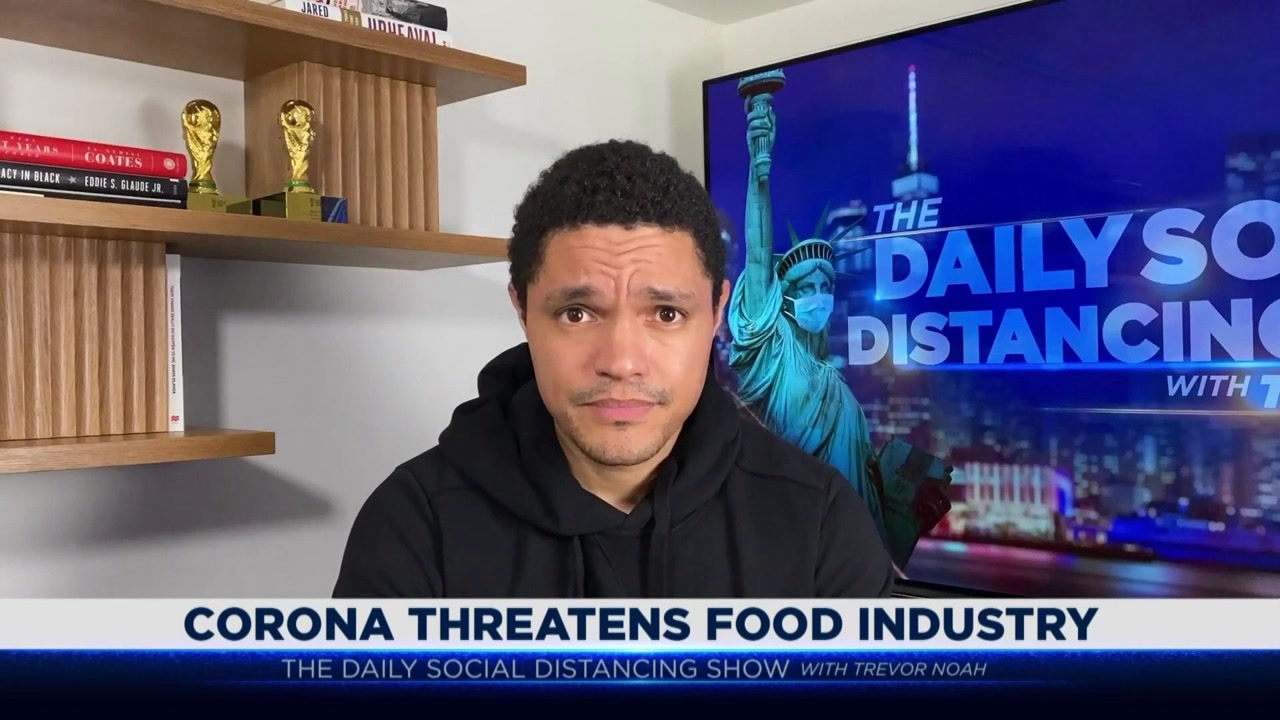 JARED
UPHEAVAL
T YEARS
COATES
ACY IN BLACK ★ EDDIE S. GLAUDE JR.
THE
DAILY SO
DISTANCING
WITH T
CORONA THREATENS FOOD INDUSTRY
THE DAILY SOCIAL DISTANCING SHOW WITH TREVOR NOAH